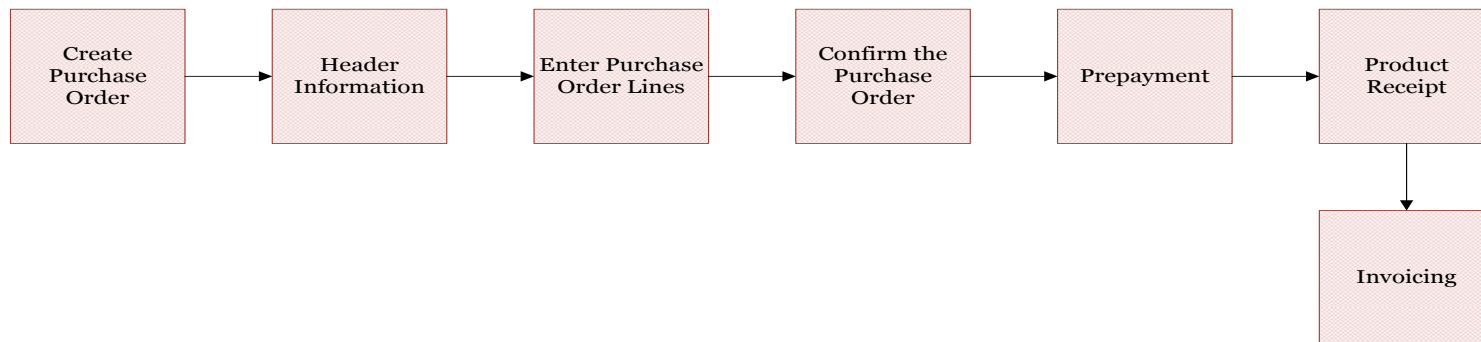 Create
Purchase
Order
Header
Information
Enter Purchase
Order Lines
Confirm the
Purchase
Order
Prepayment
Product
Receipt
Invoicing